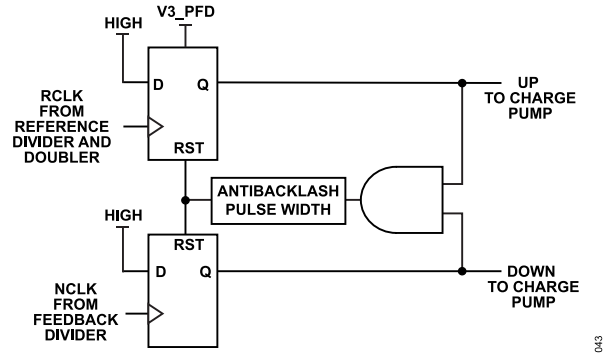 V3_PFD
HIGH
D
Q
UP
TO CHARGE
PUMP
RCLK
FROM
REFERENCE
DIVIDER AND
DOUBLER
RST
ANTIBACKLASH
PULSE WIDTH
HIGH
RST
D
Q
DOWN
TO CHARGE
PUMP
NCLK
FROM
FEEDBACK
DIVIDER
043